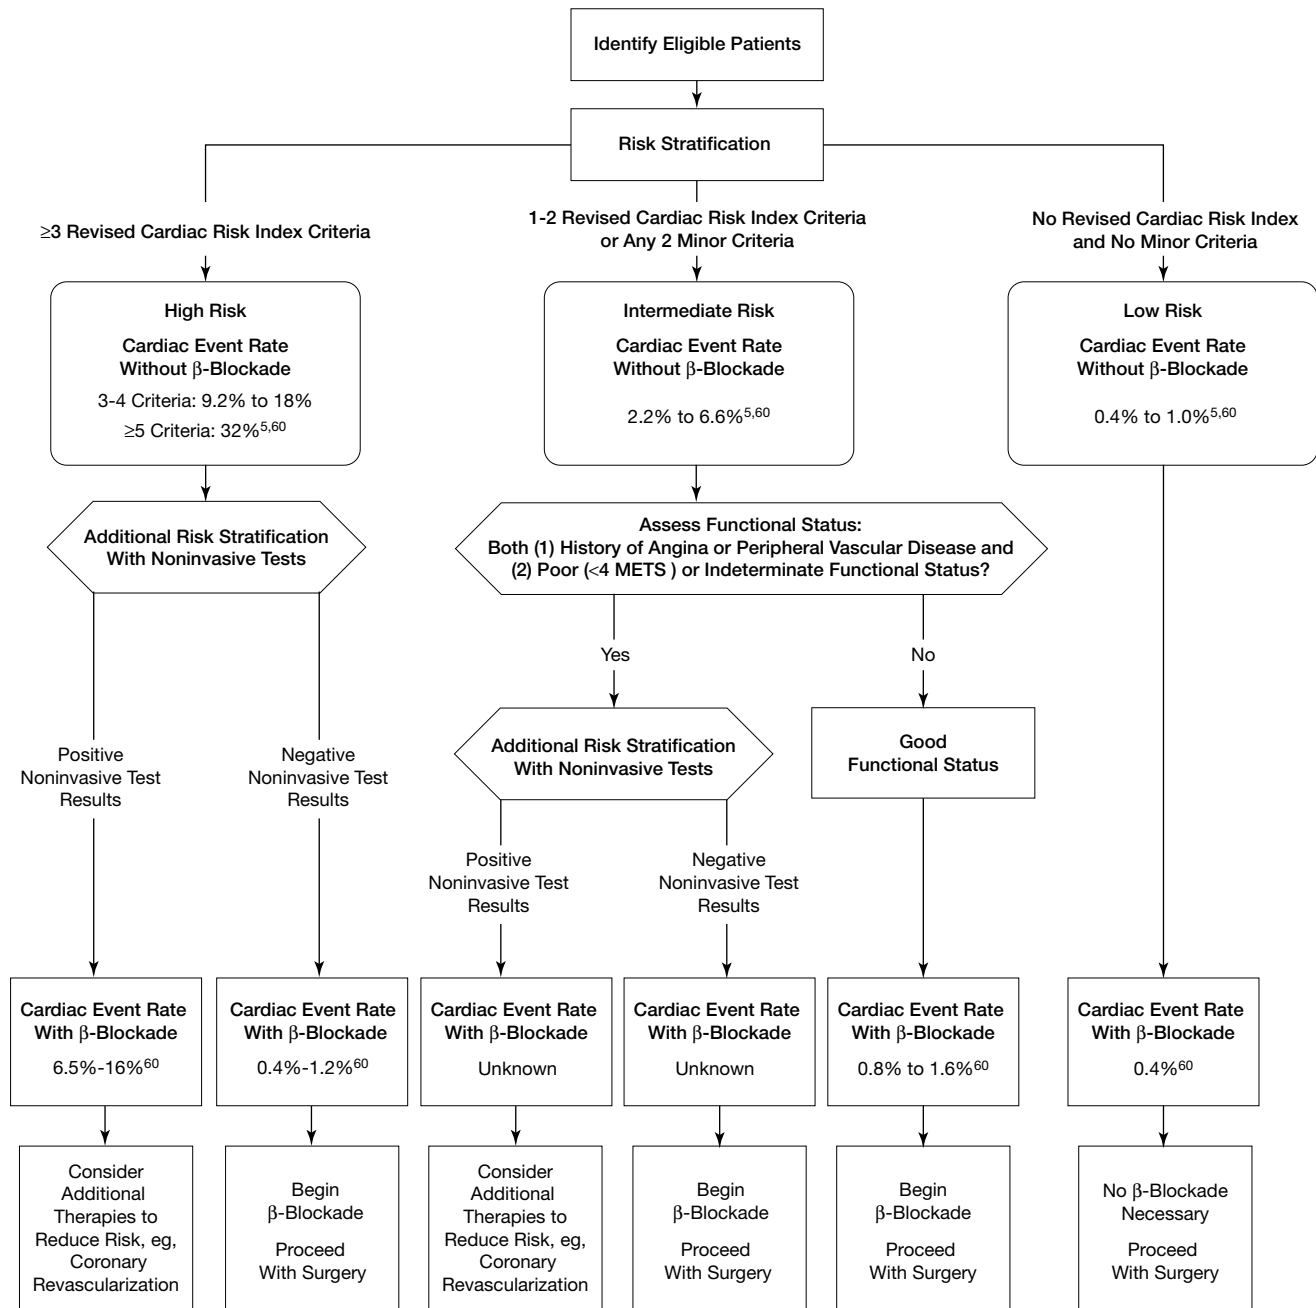 Identify Eligible Patients
Risk Stratification
≥3 Revised Cardiac Risk Index Criteria
1-2 Revised Cardiac Risk Index Criteria
or Any 2 Minor Criteria
No Revised Cardiac Risk Index
and No Minor Criteria
High Risk
Cardiac Event Rate
Without β-Blockade
3-4 Criteria: 9.2% to 18%
≥5 Criteria: 32%5,60
Intermediate Risk
Cardiac Event Rate
Without β-Blockade
2.2% to 6.6%5,60
Low Risk
Cardiac Event Rate
Without β-Blockade
0.4% to 1.0%5,60
Additional Risk Stratification
With Noninvasive Tests
Assess Functional Status:
Both (1) History of Angina or Peripheral Vascular Disease and
(2) Poor (<4 METS ) or Indeterminate Functional Status?
Yes
No
Positive
Noninvasive Test
Results
Negative
Noninvasive Test
Results
Additional Risk Stratification
With Noninvasive Tests
Good
Functional Status
Positive
Noninvasive Test
Results
Negative
Noninvasive Test
Results
Cardiac Event Rate
With β-Blockade
6.5%-16%60
Cardiac Event Rate
With β-Blockade
0.4%-1.2%60
Cardiac Event Rate
With β-Blockade
Unknown
Cardiac Event Rate
With β-Blockade
Unknown
Cardiac Event Rate
With β-Blockade
0.8% to 1.6%60
Cardiac Event Rate
With β-Blockade
0.4%60
Consider
Additional
Therapies to
Reduce Risk, eg,
Coronary
Revascularization
Begin
β-Blockade
Proceed
With Surgery
Consider
Additional
Therapies to
Reduce Risk, eg,
Coronary
Revascularization
Begin
β-Blockade
Proceed
With Surgery
Begin
β-Blockade
Proceed
With Surgery
No β-Blockade
Necessary
Proceed
With Surgery